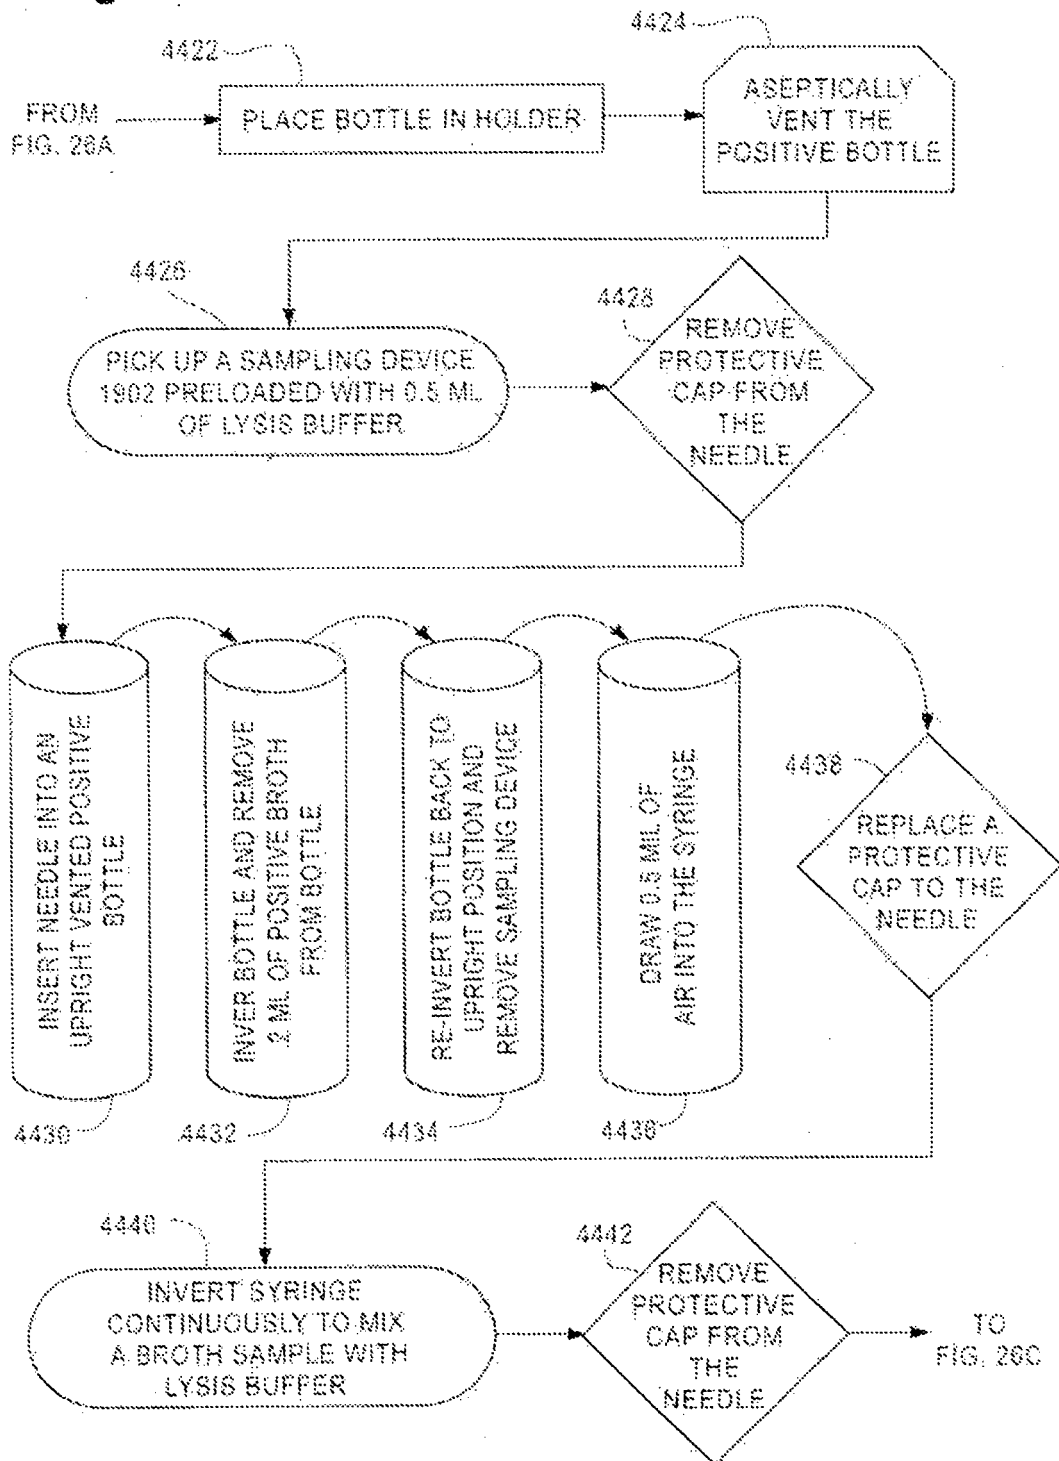 4422
4424
FROM
FIG. 26A
PLACE BOTTLE IN HOLDER
ASEPTICALLY
VENT THE
POSITIVE BOTTLE
4426
PICK UP A SAMPLING DEVICE
1902 PRELOADED WITH 0.5 ML
OF LYSIS BUFFER
4428
REMOVE
PROTECTIVE
CAP FROM
THE
NEEDLE
INSERT NEEDLE INTO AN
UPRIGHT VENTED POSITIVE
BOTTLE
4430
INVER BOTTLE AND REMOVE
2 ML OF POSITIVE BROTH
FROM BOTTLE
4432
RE-INVERT BOTTLE BACK TO
UPRIGHT POSITION AND
REMOVE SAMPLING DEVICE
4434
DRAW 0.5 MIL OF
AIR INTO THE SYRINGE
4436
4438
REPLACE A
PROTECTIVE
CAP TO THE
NEEDLE
4440
INVERT SYRINGE
CONTINUOUSLY TO MIX
A BROTH SAMPLE WITH
LYSIS BUFFER
4442
REMOVE
PROTECTIVE
CAP FROM
THE
NEEDLE
TO
FIG. 26C